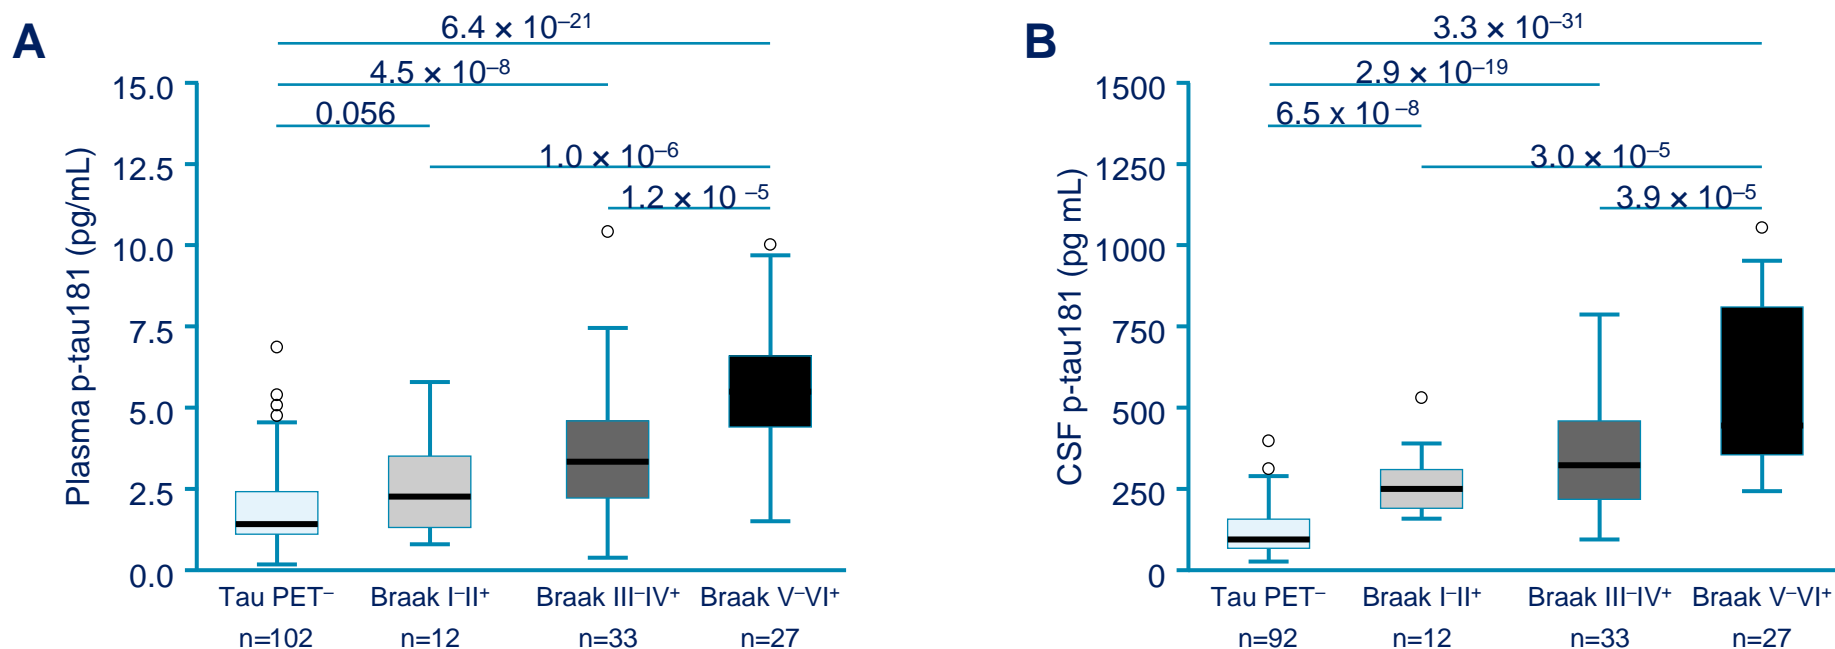 A
6.4 × 10⁻²¹
4.5 × 10⁻⁸
0.056
1.0 × 10⁻⁶
1.2 × 10 ⁻⁵
Plasma p-tau181 (pg/mL)
15.0
12.5
10.0
7.5
5.0
2.5
0.0
Tau PET⁻ Braak I⁻II⁺ Braak III⁻IV⁺ Braak V⁻VI⁺
n=102 n=12 n=33 n=27
B
3.3 × 10⁻³¹
2.9 × 10⁻¹⁹
6.5 x 10 ⁻⁸
3.0 × 10⁻⁵
3.9 × 10⁻⁵
CSF p-tau181 (pg mL)
1500
1250
1000
750
500
250
0
Tau PET⁻ Braak I⁻II⁺ Braak III⁻IV⁺ Braak V⁻VI⁺
n=92 n=12 n=33 n=27